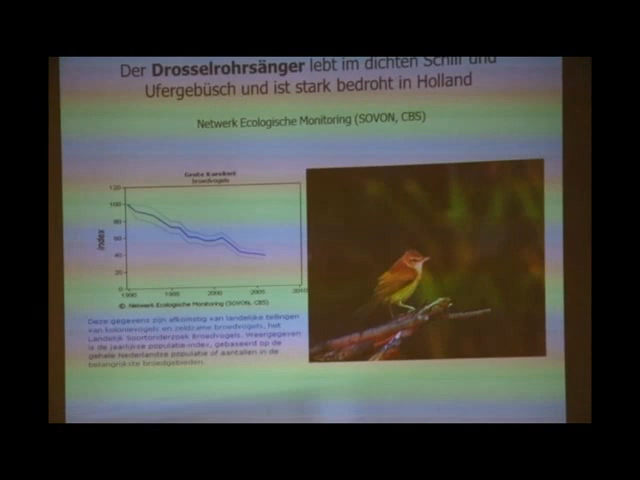 Der Drosselrohrsänger lebt im dichten Schilf und
Ufergebüsch und ist stark bedroht in Holland
Netwerk Ecologische Monitoring (SOVON, CBS)
Grote Karekiet
broedvogels
120
100
80
60
40
20
0
index
1990 1995 2000 2005 2010
© Netwerk Ecologische Monitoring (SOVON, CBS)
Deze gegevens zijn afkomstig van landelijke tellingen
van kolonievogels en zeldzame broedvogels, het
Landelijk Soortonderzoek Broedvogels. Weergegeven
is de jaarlijkse populatie-index, gebaseerd op de
gehele Nederlandse populatie of aantallen in de
belangrijkste broedgebieden.